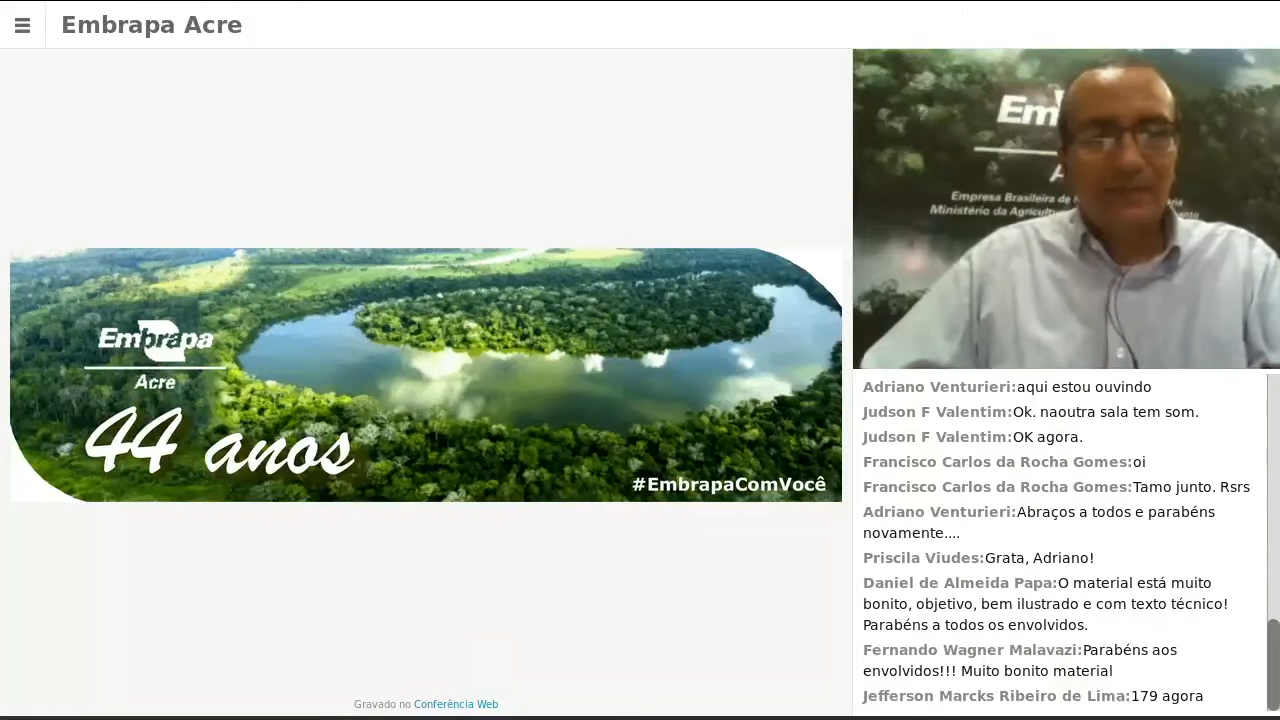 Embrapa Acre
Em
Empresa Brasileira de
Ministério da Agricult
Embrapa
Acre
44 anos
#EmbrapaComVocê
Adriano Venturieri:aqui estou ouvindo
Judson F Valentim:Ok. naoutra sala tem som.
Judson F Valentim:OK agora.
Francisco Carlos da Rocha Gomes:oi
Francisco Carlos da Rocha Gomes:Tamo junto. Rsrs
Adriano Venturieri:Abraços a todos e parabéns
novamente....
Priscila Viudes:Grata, Adriano!
Daniel de Almeida Papa:O material está muito
bonito, objetivo, bem ilustrado e com texto técnico!
Parabéns a todos os envolvidos.
Fernando Wagner Malavazi:Parabéns aos
envolvidos!!! Muito bonito material
Jefferson Marcks Ribeiro de Lima:179 agora
Gravado no Conferência Web